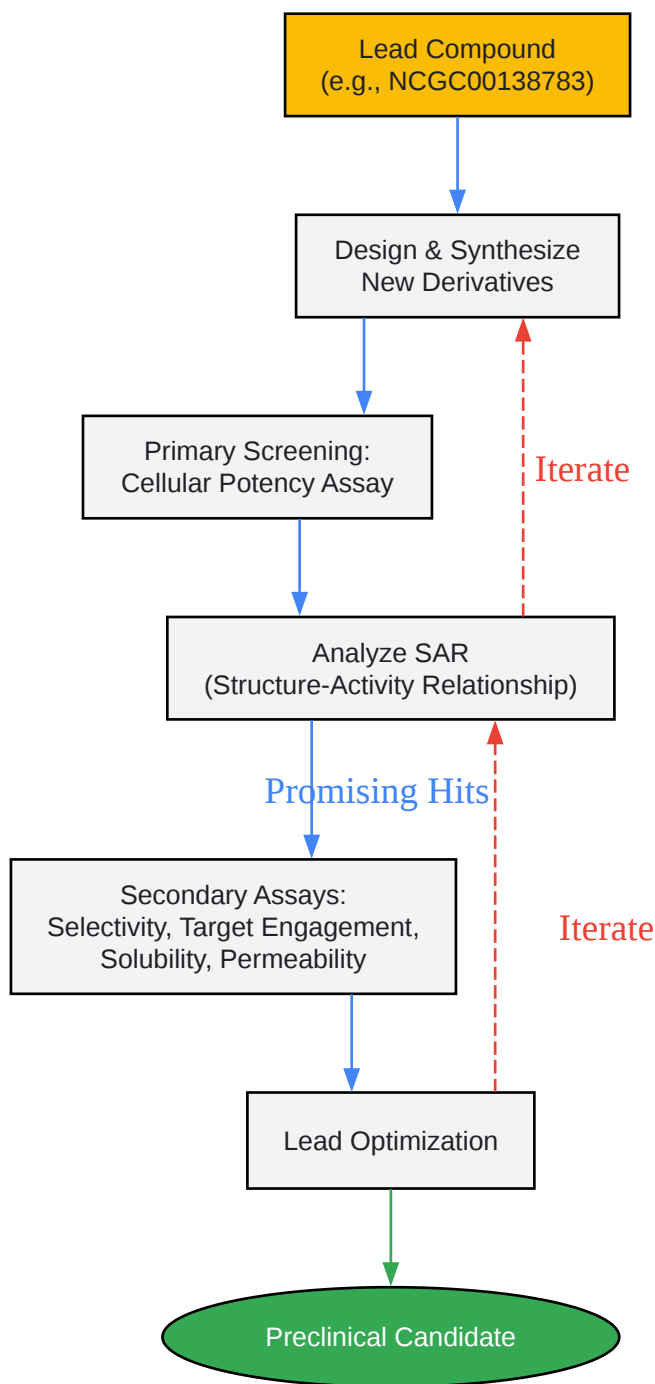 Lead Compound
(e.g., NCGC00138783)
Design & Synthesize
New Derivatives
Primary Screening:
Cellular Potency Assay
Iterate
Analyze SAR
(Structure-Activity Relationship)
Promising Hits
Secondary Assays:
Selectivity, Target Engagement,
Solubility, Permeability
Iterate
Lead Optimization
Preclinical Candidate